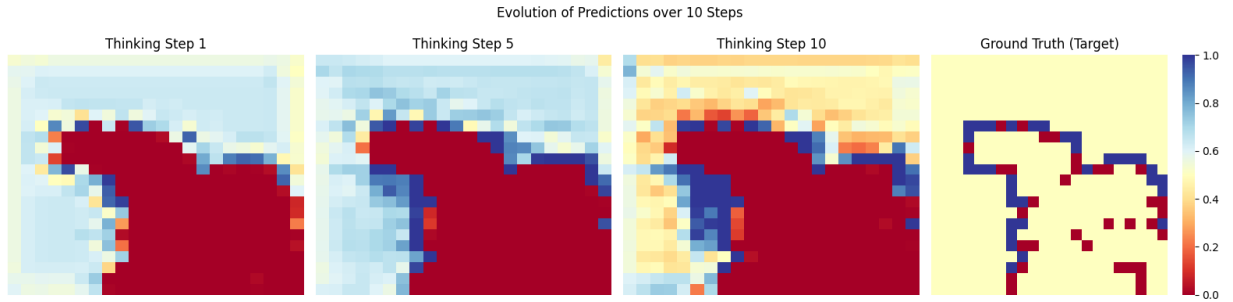 Evolution of Predictions over 10 Steps
Thinking Step 1
Thinking Step 5
Thinking Step 10
Ground Truth (Target)
1.0
0.8
0.6
0.4
0.2
0.0